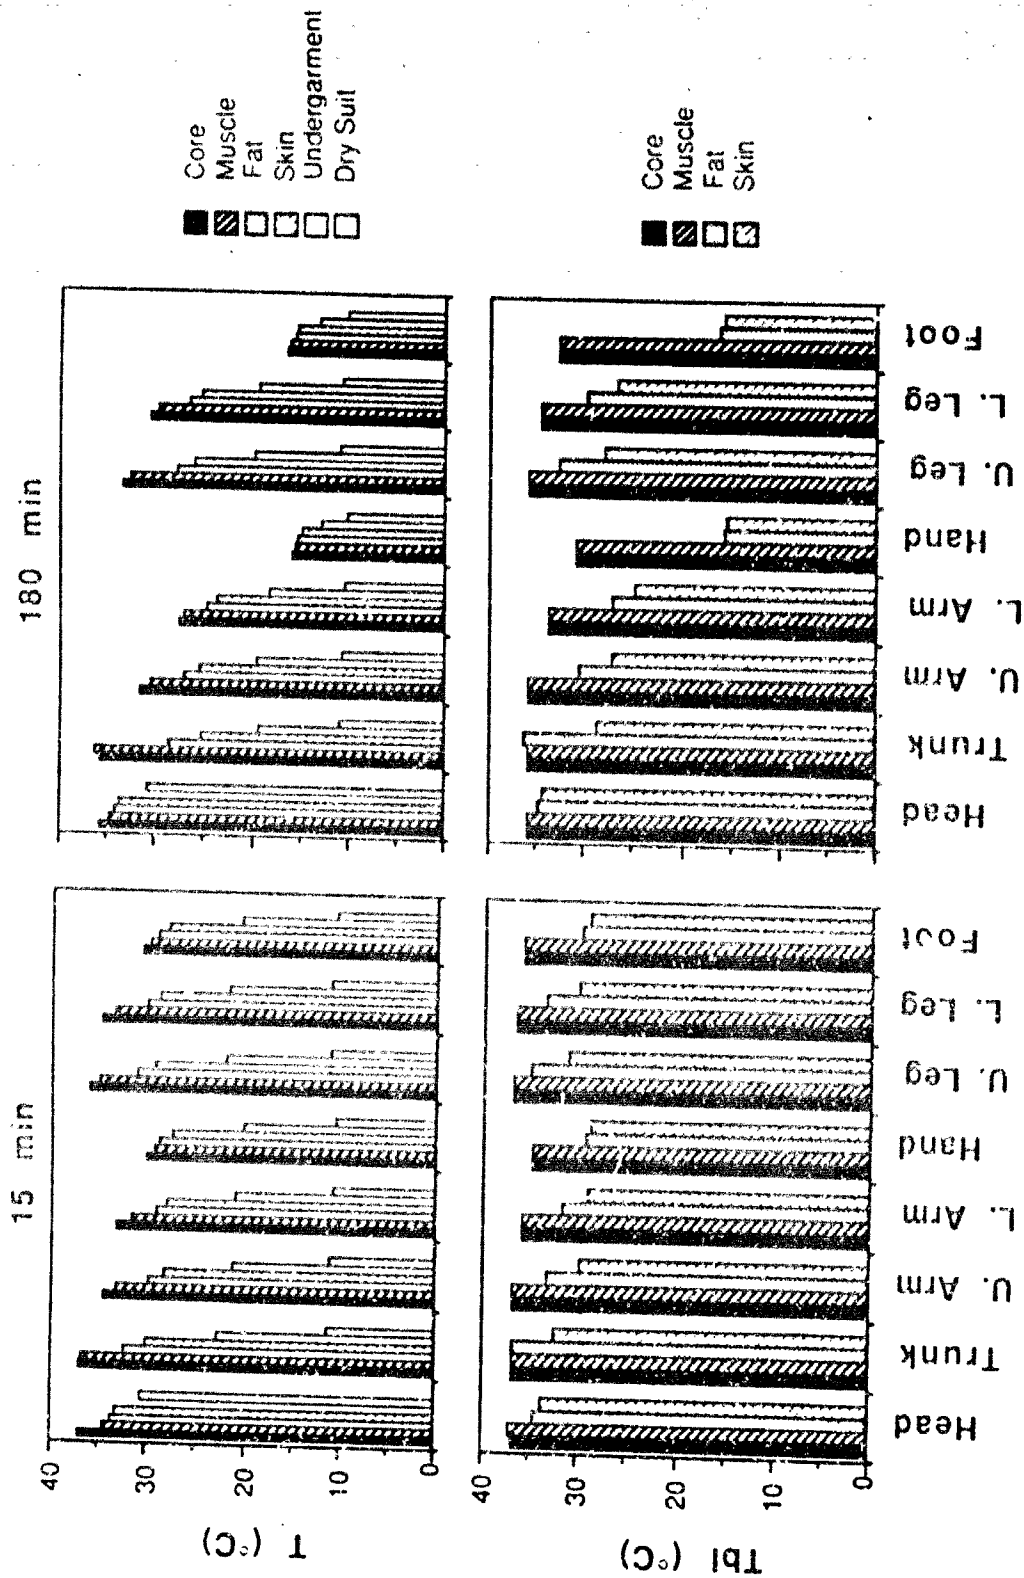 15 min
180 min
T (°C)
40
30
20
10
0
Core
Muscle
Fat
Skin
Undergarment
Dry Suit
Tbl (°C)
40
30
20
10
0
Head
Trunk
U. Arm
L. Arm
Hand
U. Leg
L. Leg
Foot
Head
Trunk
U. Arm
L. Arm
Hand
U. Leg
L. Leg
Foot
Core
Muscle
Fat
Skin